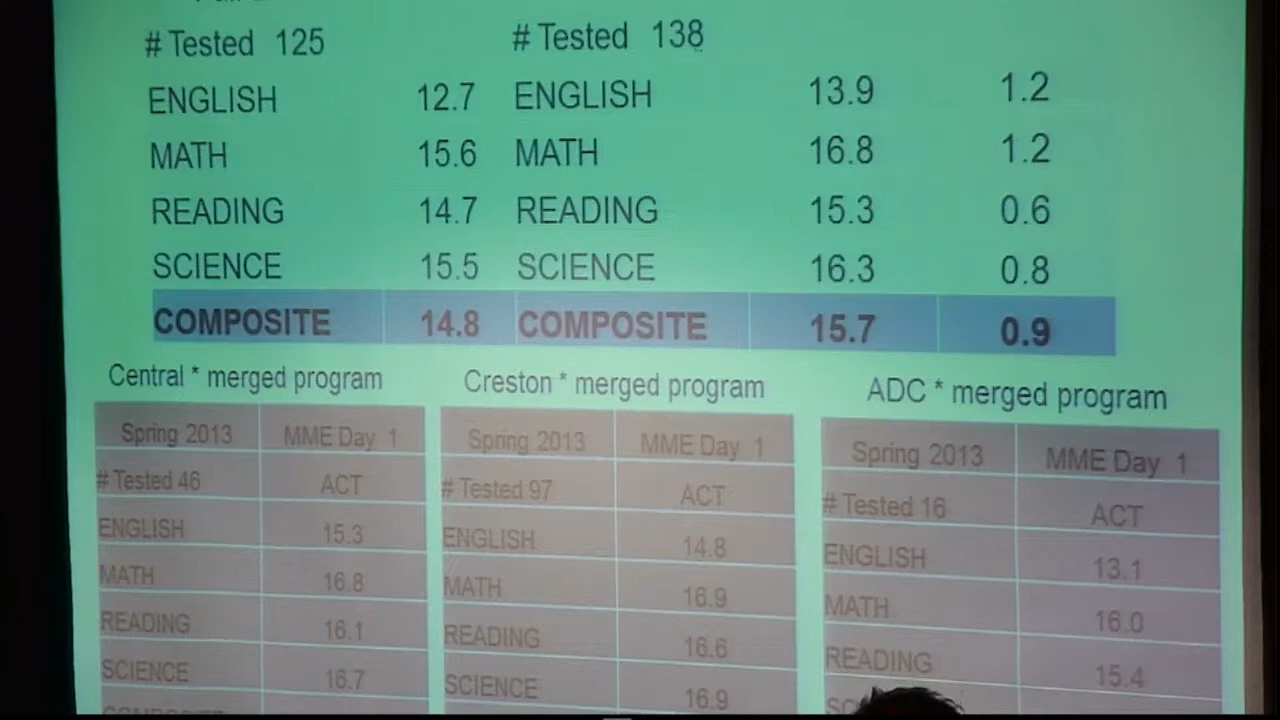 # Tested 125 # Tested 138
ENGLISH 12.7 ENGLISH 13.9 1.2
MATH 15.6 MATH 16.8 1.2
READING 14.7 READING 15.3 0.6
SCIENCE 15.5 SCIENCE 16.3 0.8
COMPOSITE 14.8 COMPOSITE 15.7 0.9
Central * merged program
Spring 2013 MME Day 1
# Tested 46 ACT
ENGLISH 15.3
MATH 16.8
READING 16.1
SCIENCE 16.7
COMPOSITE
Creston * merged program
Spring 2013 MME Day 1
# Tested 97 ACT
ENGLISH 14.8
MATH 16.9
READING 16.6
SCIENCE 16.9
ADC * merged program
Spring 2013 MME Day 1
# Tested 16 ACT
ENGLISH 13.1
MATH 16.0
READING 15.4